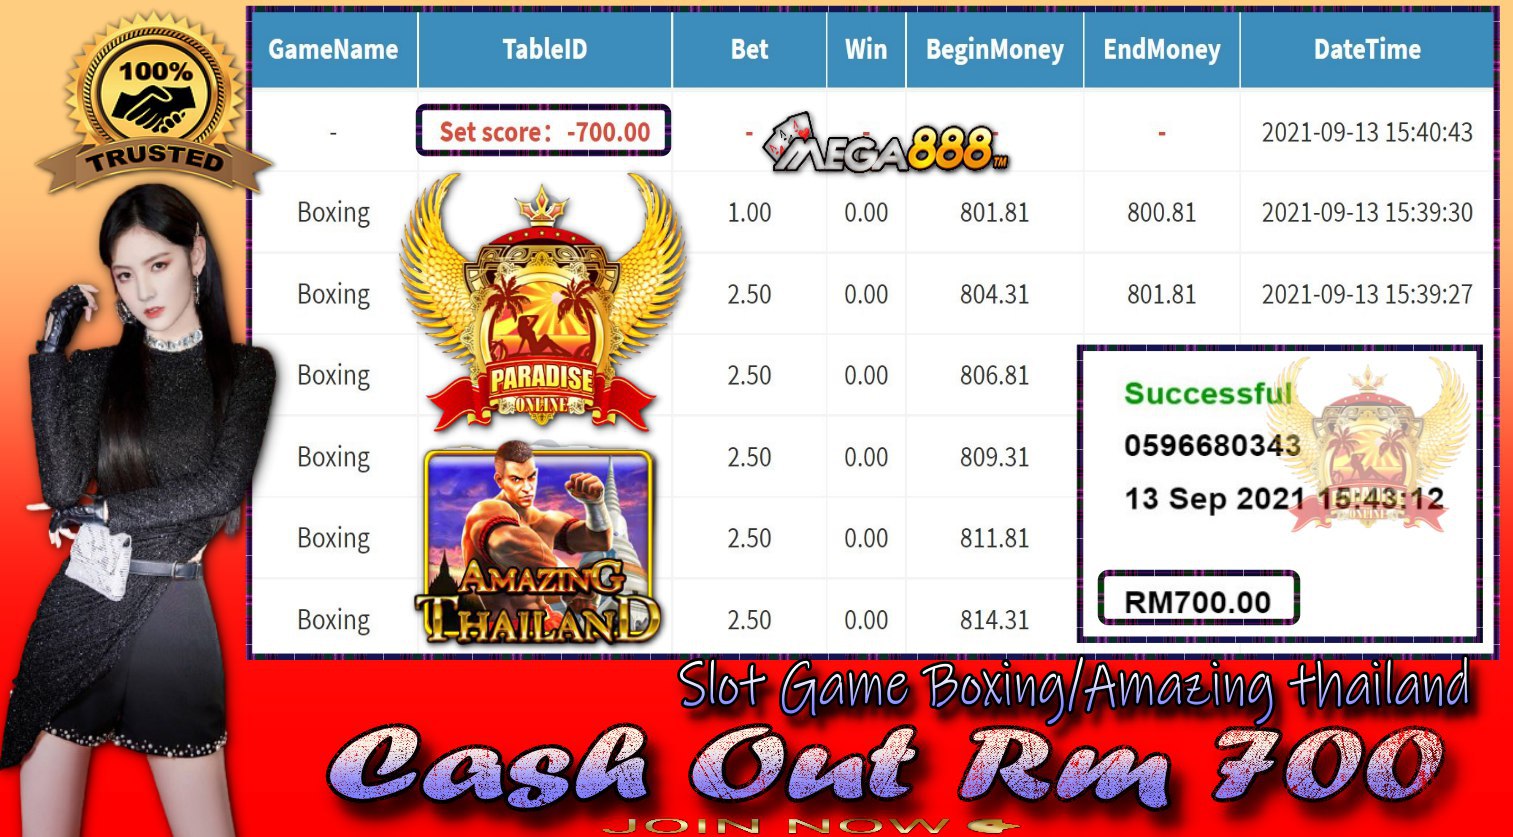 100%
TRUSTED
GameName TableID Bet Win BeginMoney EndMoney DateTime
- Set score: -700.00 - - - - 2021-09-13 15:40:43
MEGA888™
Boxing 1.00 0.00 801.81 800.81 2021-09-13 15:39:30
Boxing 2.50 0.00 804.31 801.81 2021-09-13 15:39:27
Boxing 2.50 0.00 806.81
Boxing 2.50 0.00 809.31
Boxing 2.50 0.00 811.81
Boxing 2.50 0.00 814.31
PARADISE
ONLINE
AMAZING
THAILAND
Successful
0596680343
13 Sep 2021 15:43:12
PARADISE
ONLINE
RM700.00
Slot Game Boxing/Amazing thailand
Cash Out Rm 700
JOIN NOW